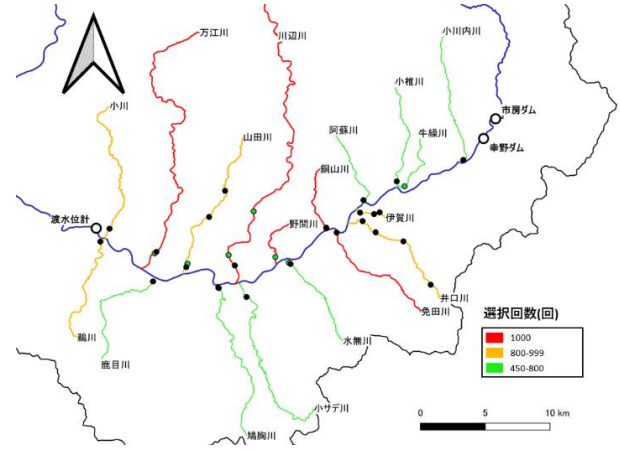 万江川
川辺川
小川内川
小椎川
市房ダム
小川
山田川
阿蘇川
牛繰川
幸野ダム
銅山川
渡水位計
野間川
伊賀川
井口川
免田川
選択回数(回)
鵜川
水無川
1000
800-999
鹿目川
450-800
小サデ川
0 5 10 km
鳩胸川